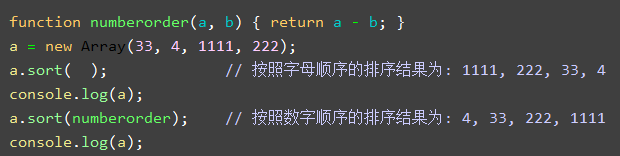 function numberorder(a, b) { return a - b; }
a = new Array(33, 4, 1111, 222);
a.sort(  );               // 按照字母顺序的排序结果为: 1111, 222, 33, 4
console.log(a);
a.sort(numberorder);    // 按照数字顺序的排序结果为: 4, 33, 222, 1111
console.log(a);